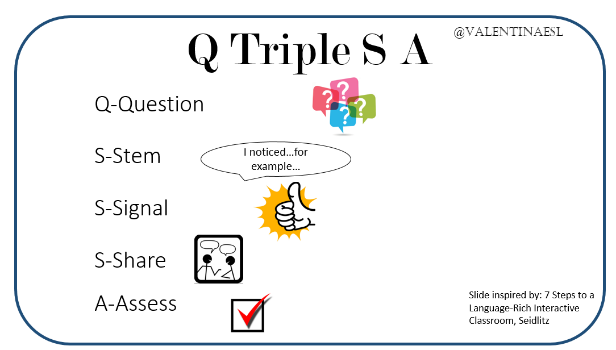 @VALENTINAESL
Q Triple S A
Q-Question
? ? ? ?
S-Stem
I noticed...for
example...
S-Signal
S-Share
A-Assess
Slide inspired by: 7 Steps to a
Language-Rich Interactive
Classroom, Seidlitz